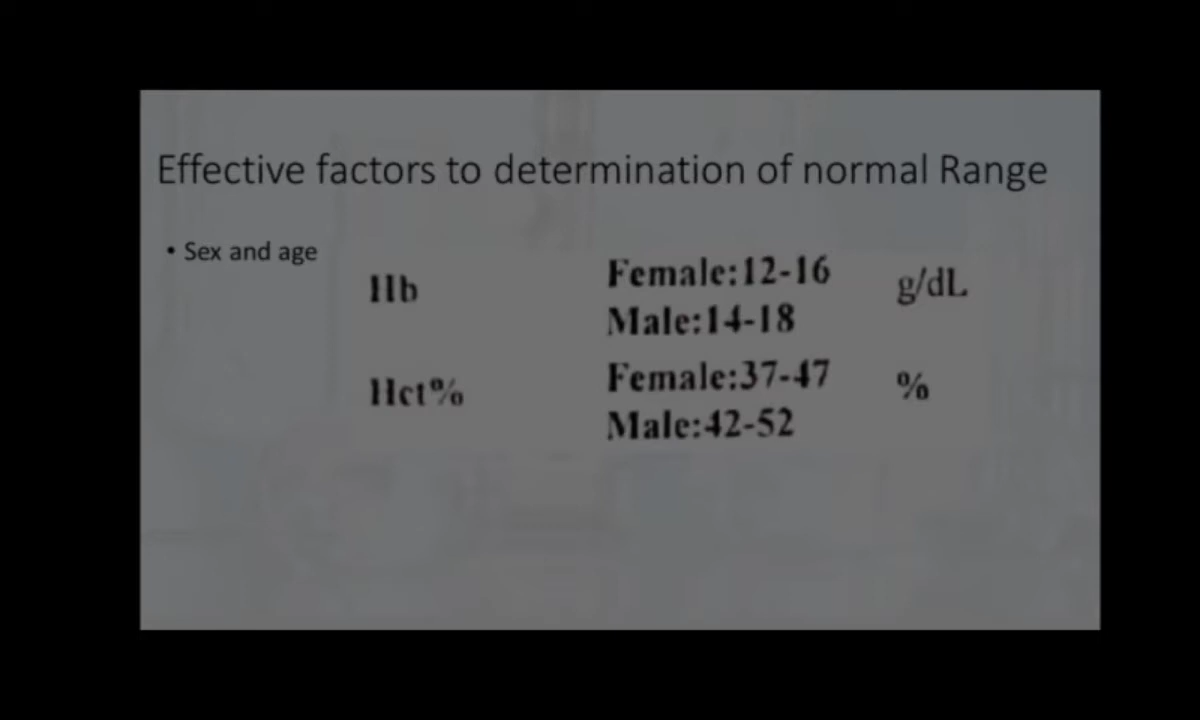 Effective factors to determination of normal Range
• Sex and age
Hb Female:12-16 g/dL
Male:14-18
Hct% Female:37-47 %
Male:42-52